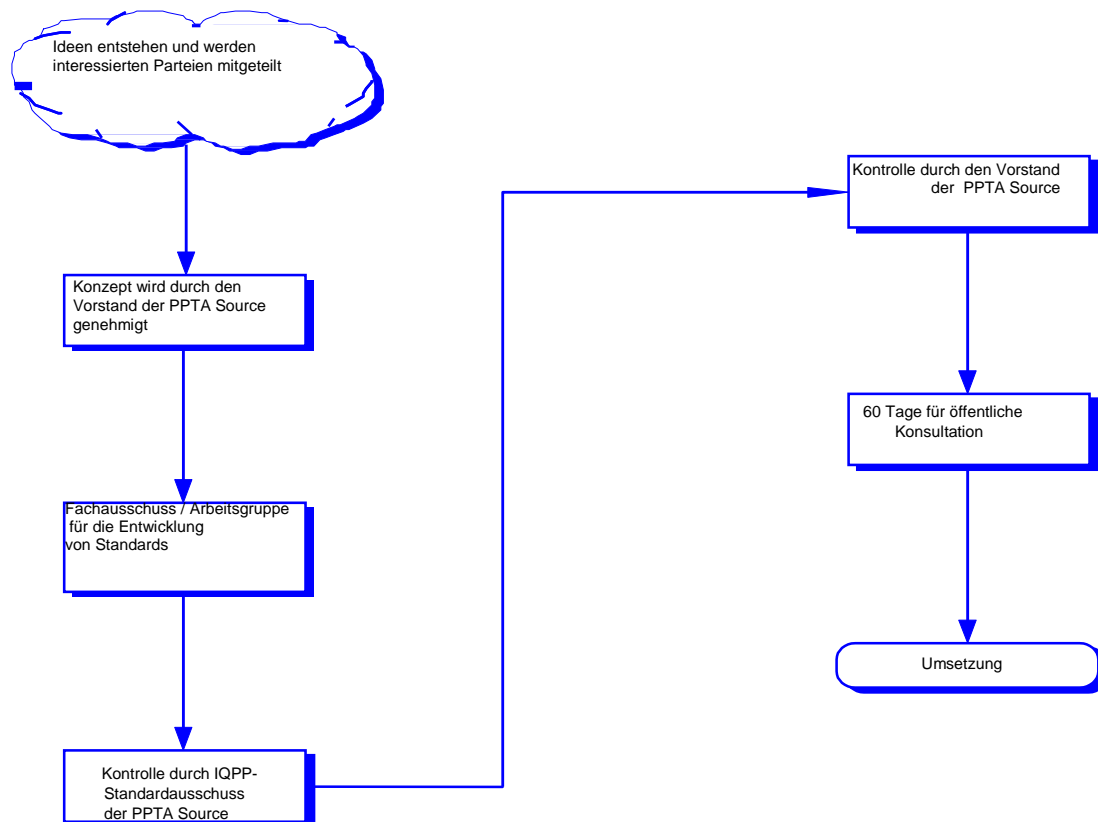 Ideen entstehen und werden
interessierten Parteien mitgeteilt
Konzept wird durch den
Vorstand der PPTA Source
genehmigt
Fachausschuss / Arbeitsgruppe
für die Entwicklung
von Standards
Kontrolle durch IQPP-
Standardausschuss
der PPTA Source
Kontrolle durch den Vorstand
der PPTA Source
60 Tage für öffentliche
Konsultation
Umsetzung